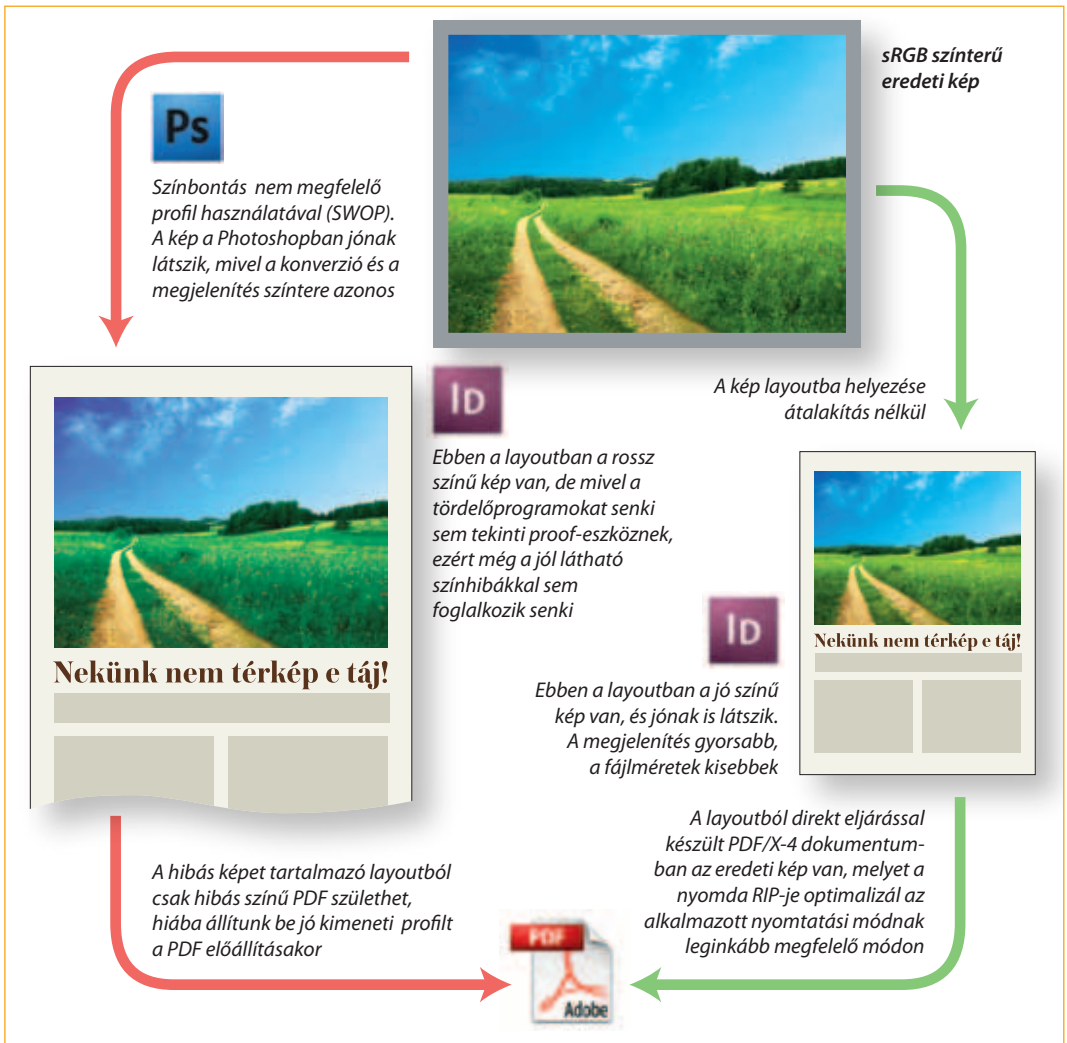 sRGB színterű
eredeti kép
Ps
Színbontás nem megfelelő
profil használatával (SWOP).
A kép a Photoshopban jónak
látszik, mivel a konverzió és a
megjelenítés színtere azonos
A kép layoutba helyezése
átalakítás nélkül
ID
Ebben a layoutban a rossz
színű kép van, de mivel a
tördelőprogramokat senki
sem tekinti proof-eszköznek,
ezért még a jól látható
színhibákkal sem
foglalkozik senki
Nekünk nem térkép e táj!
ID
Nekünk nem térkép e táj!
Ebben a layoutban a jó színű
kép van, és jónak is látszik.
A megjelenítés gyorsabb,
a fájlméretek kisebbek
A hibás képet tartalmazó layoutból
csak hibás színű PDF születhet,
hiába állítunk be jó kimeneti profilt
a PDF előállításakor
A layoutból direkt eljárással
készült PDF/X-4 dokumentum-
ban az eredeti kép van, melyet a
nyomda RIP-je optimalizál az
alkalmazott nyomtatási módnak
leginkább megfelelő módon
PDF
Adobe